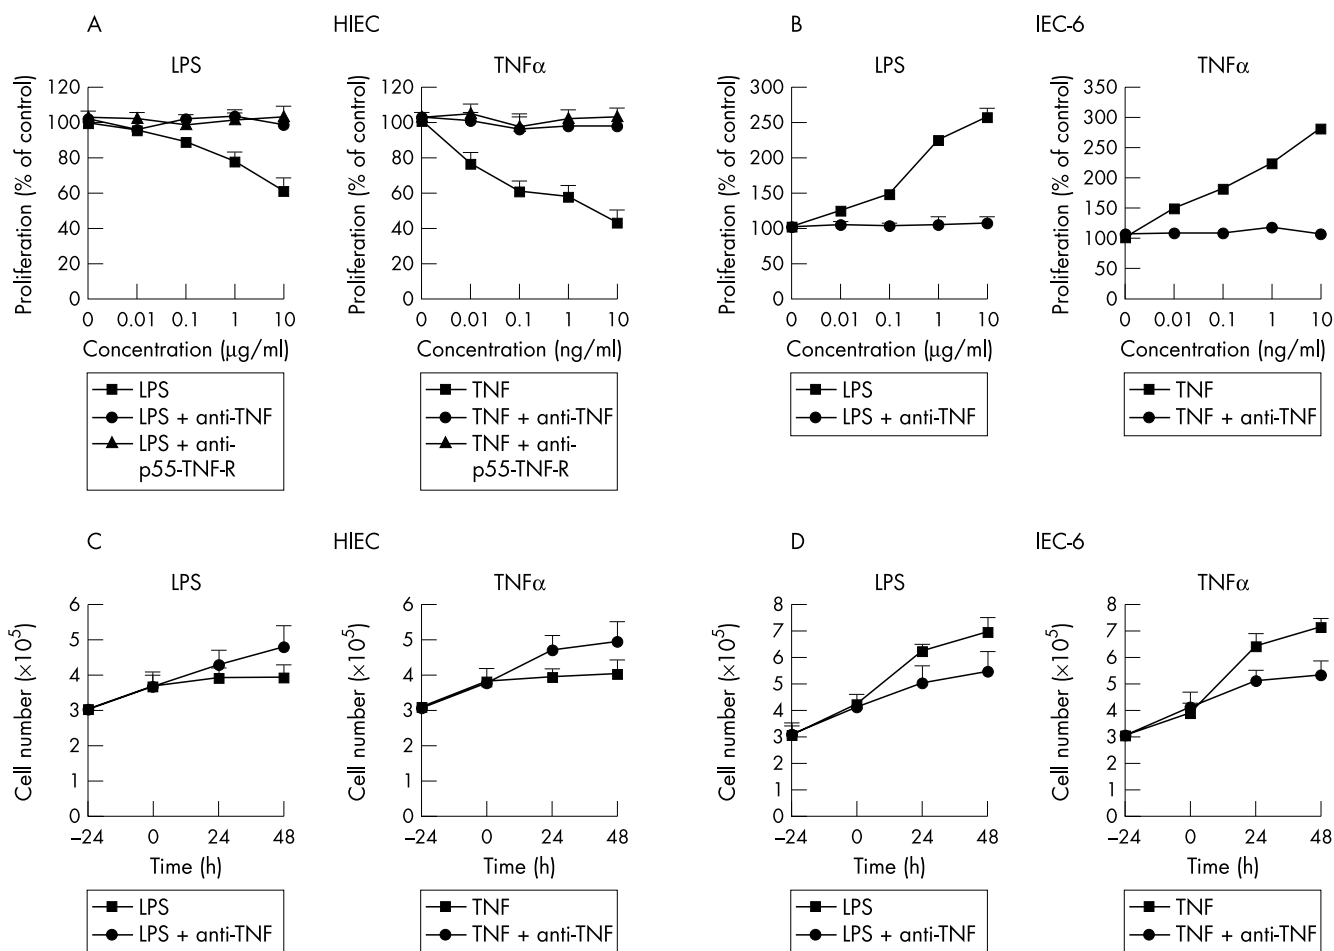 A
HIEC
LPS
120
100
80
60
40
20
0
Proliferation (% of control)
0 0.01 0.1 1 10
Concentration (μg/ml)
LPS
LPS + anti-TNF
LPS + anti-
p55-TNF-R
TNFα
120
100
80
60
40
20
0
Proliferation (% of control)
0 0.01 0.1 1 10
Concentration (ng/ml)
TNF
TNF + anti-TNF
TNF + anti-
p55-TNF-R
B
IEC-6
LPS
300
250
200
150
100
50
0
Proliferation (% of control)
0 0.01 0.1 1 10
Concentration (μg/ml)
LPS
LPS + anti-TNF
TNFα
350
300
250
200
150
100
50
0
Proliferation (% of control)
0 0.01 0.1 1 10
Concentration (ng/ml)
TNF
TNF + anti-TNF
C
HIEC
LPS
6
5
4
3
2
1
0
Cell number (×10⁵)
–24 0 24 48
Time (h)
LPS
LPS + anti-TNF
TNFα
6
5
4
3
2
1
0
Cell number (×10⁵)
–24 0 24 48
Time (h)
TNF
TNF + anti-TNF
D
IEC-6
LPS
8
7
6
5
4
3
2
1
0
Cell number (×10⁵)
–24 0 24 48
Time (h)
LPS
LPS + anti-TNF
TNFα
8
7
6
5
4
3
2
1
0
Cell number (×10⁵)
–24 0 24 48
Time (h)
TNF
TNF + anti-TNF